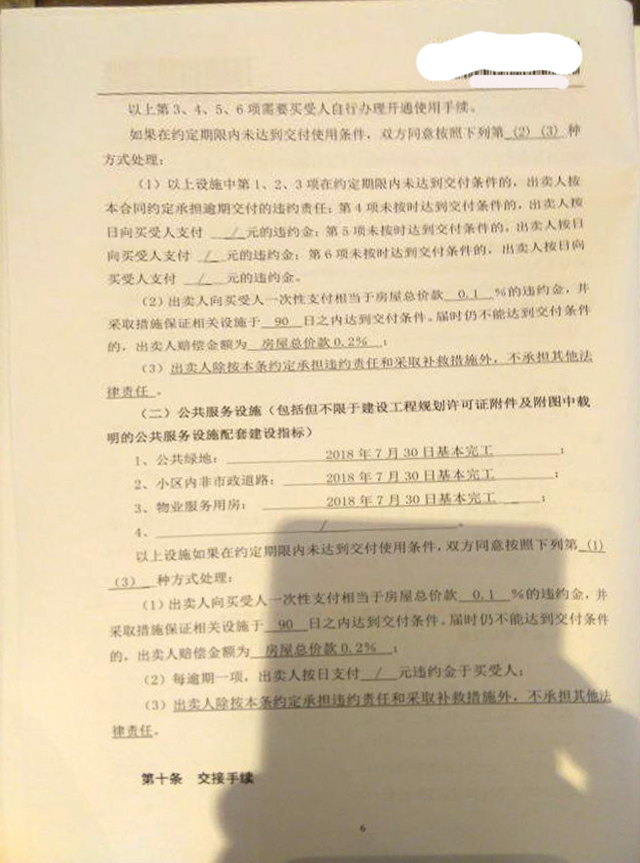 以上第3、4、5、6项需要买受人自行办理开通使用手续。
如果在约定期限内未达到交付使用条件，双方同意按照下列第 (2) (3) 种
方式处理：
（1）以上设施中第1、2、3项在约定期限内未达到交付条件的，出卖人按
本合同约定承担逾期交付的违约责任；第4项未按时达到交付条件的，出卖人按
日向买受人支付 / 元的违约金；第5项未按时达到交付条件的，出卖人按日
向买受人支付 / 元的违约金；第6项未按时达到交付条件的，出卖人按日向
买受人支付 / 元的违约金。
（2）出卖人向买受人一次性支付相当于房屋总价款 0.1 %的违约金，并
采取措施保证相关设施于 90 日之内达到交付条件。届时仍不能达到交付条件
的，出卖人赔偿金额为 房屋总价款0.2% ；
（3）出卖人除按本条约定承担违约责任和采取补救措施外，不承担其他法
律责任 。
（二）公共服务设施（包括但不限于建设工程规划许可证附件及附图中载
明的公共服务设施配套建设指标）
1、公共绿地： 2018 年 7 月 30 日基本完工 ；
2、小区内非市政道路： 2018 年 7 月 30 日基本完工 ；
3、物业服务用房： 2018 年 7 月 30 日基本完工 ；
4、 / 。
以上设施如果在约定期限内未达到交付使用条件，双方同意按照下列第 (1)
(3) 种方式处理：
（1）出卖人向买受人一次性支付相当于房屋总价款 0.1 %的违约金，并
采取措施保证相关设施于 90 日之内达到交付条件。届时仍不能达到交付条件
的，出卖人赔偿金额为 房屋总价款0.2% ；
（2）每逾期一项，出卖人按日支付 / 元违约金于买受人；
（3）出卖人除按本条约定承担违约责任和采取补救措施外，不承担其他法
律责任。
第十条 交接手续
6